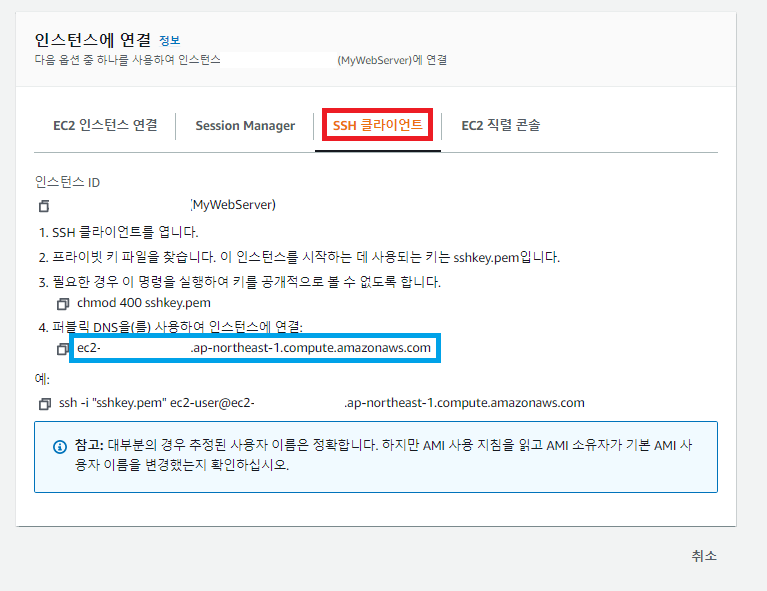 인스턴스에 연결 정보
다음 옵션 중 하나를 사용하여 인스턴스 (MyWebServer)에 연결
EC2 인스턴스 연결 Session Manager SSH 클라이언트 EC2 직렬 콘솔
인스턴스 ID
(MyWebServer)
1. SSH 클라이언트를 엽니다.
2. 프라이빗 키 파일을 찾습니다. 이 인스턴스를 시작하는 데 사용되는 키는 sshkey.pem입니다.
3. 필요한 경우 이 명령을 실행하여 키를 공개적으로 볼 수 없도록 합니다.
chmod 400 sshkey.pem
4. 퍼블릭 DNS을(를) 사용하여 인스턴스에 연결:
ec2- .ap-northeast-1.compute.amazonaws.com
예:
ssh -i "sshkey.pem" ec2-user@ec2- .ap-northeast-1.compute.amazonaws.com
참고: 대부분의 경우 추정된 사용자 이름은 정확합니다. 하지만 AMI 사용 지침을 읽고 AMI 소유자가 기본 AMI 사
용자 이름을 변경했는지 확인하십시오.
취소